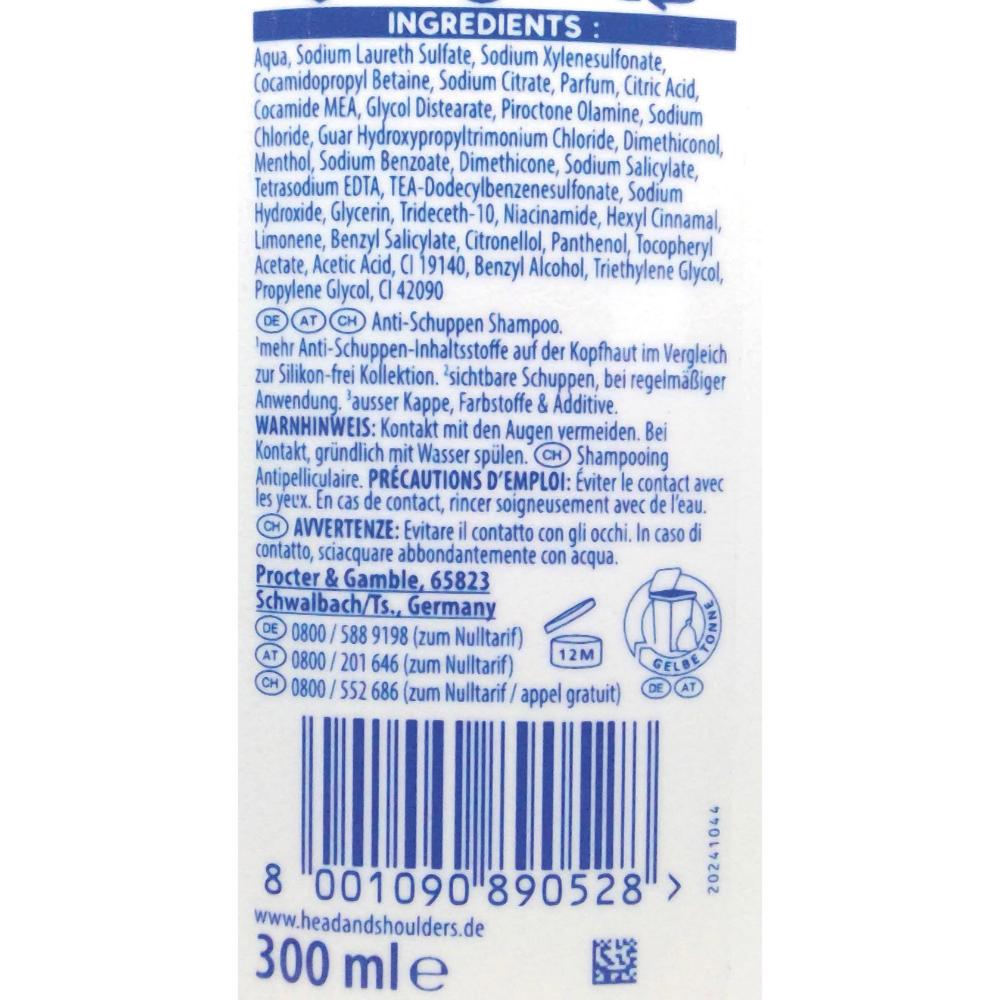 INGREDIENTS :
Aqua, Sodium Laureth Sulfate, Sodium Xylenesulfonate,
Cocamidopropyl Betaine, Sodium Citrate, Parfum, Citric Acid,
Cocamide MEA, Glycol Distearate, Piroctone Olamine, Sodium
Chloride, Guar Hydroxypropyltrimonium Chloride, Dimethiconol,
Menthol, Sodium Benzoate, Dimethicone, Sodium Salicylate,
Tetrasodium EDTA, TEA-Dodecylbenzenesulfonate, Sodium
Hydroxide, Glycerin, Trideceth-10, Niacinamide, Hexyl Cinnamal,
Limonene, Benzyl Salicylate, Citronellol, Panthenol, Tocopheryl
Acetate, Acetic Acid, CI 19140, Benzyl Alcohol, Triethylene Glycol,
Propylene Glycol, CI 42090
DE AT CH Anti-Schuppen Shampoo.
¹mehr Anti-Schuppen-Inhaltsstoffe auf der Kopfhaut im Vergleich
zur Silikon-frei Kollektion. ²sichtbare Schuppen, bei regelmäßiger
Anwendung. ³ausser Kappe, Farbstoffe & Additive.
WARNHINWEIS: Kontakt mit den Augen vermeiden. Bei
Kontakt, gründlich mit Wasser spülen. CH Shampooing
Antipelliculaire. PRÉCAUTIONS D'EMPLOI: Éviter le contact avec
les yeux. En cas de contact, rincer soigneusement avec de l'eau.
CH AVVERTENZE: Evitare il contatto con gli occhi. In caso di
contatto, sciacquare abbondantemente con acqua.
Procter & Gamble, 65823
Schwalbach/Ts., Germany
DE 0800 / 588 9198 (zum Nulltarif)
AT 0800 / 201 646 (zum Nulltarif)
CH 0800 / 552 686 (zum Nulltarif / appel gratuit)
12M
GELBE TONNE
DE AT
8 001090 890528 >
20241044
www.headandshoulders.de
300 ml e